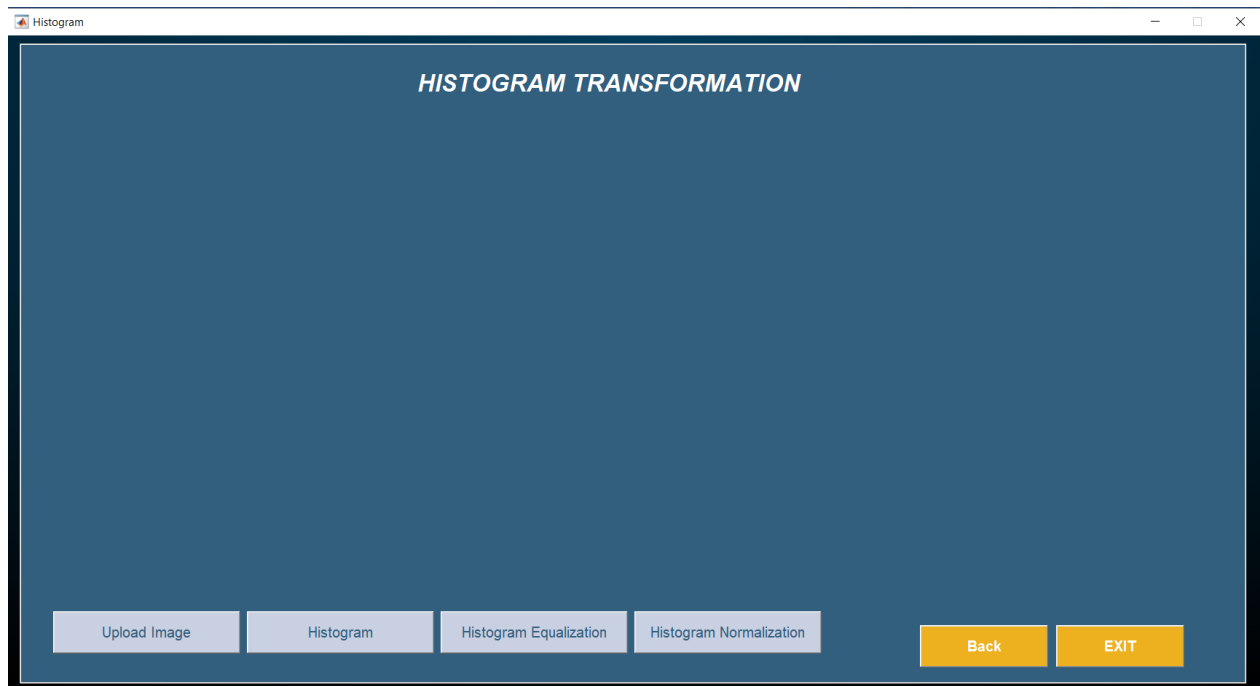 Histogram
HISTOGRAM TRANSFORMATION
Upload Image
Histogram
Histogram Equalization
Histogram Normalization
Back
EXIT